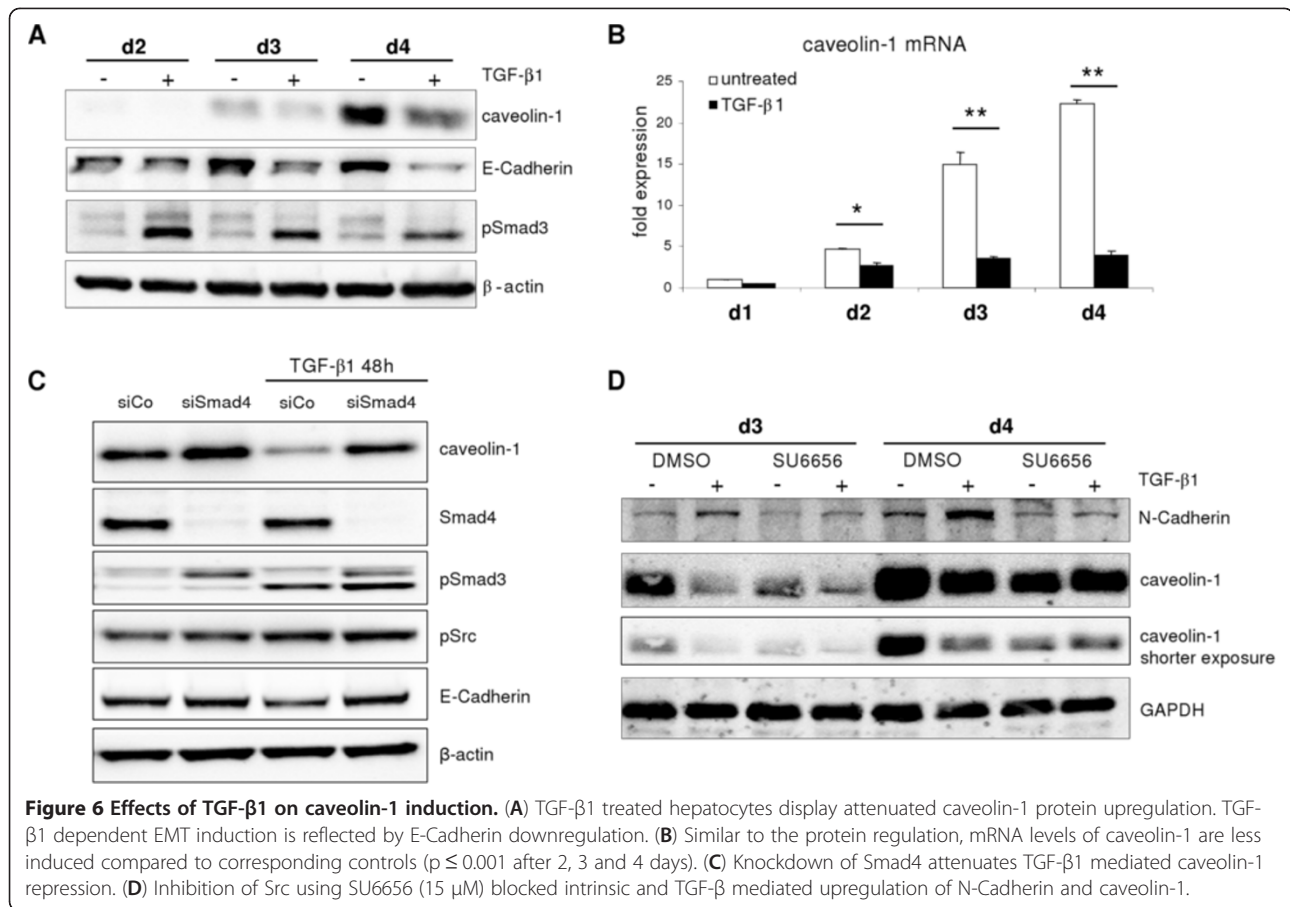 A
d2 d3 d4
- + - + - + TGF-β1
caveolin-1
E-Cadherin
pSmad3
β-actin
B
caveolin-1 mRNA
untreated
TGF-β1
fold expression
25
20
15
10
5
0
* ** **
d1 d2 d3 d4
C
TGF-β1 48h
siCo siSmad4 siCo siSmad4
caveolin-1
Smad4
pSmad3
pSrc
E-Cadherin
β-actin
D
d3 d4
DMSO SU6656 DMSO SU6656
- + - + - + - + TGF-β1
N-Cadherin
caveolin-1
caveolin-1
shorter exposure
GAPDH
Figure 6 Effects of TGF-β1 on caveolin-1 induction. (A) TGF-β1 treated hepatocytes display attenuated caveolin-1 protein upregulation. TGF-
β1 dependent EMT induction is reflected by E-Cadherin downregulation. (B) Similar to the protein regulation, mRNA levels of caveolin-1 are less
induced compared to corresponding controls (p ≤ 0.001 after 2, 3 and 4 days). (C) Knockdown of Smad4 attenuates TGF-β1 mediated caveolin-1
repression. (D) Inhibition of Src using SU6656 (15 μM) blocked intrinsic and TGF-β mediated upregulation of N-Cadherin and caveolin-1.